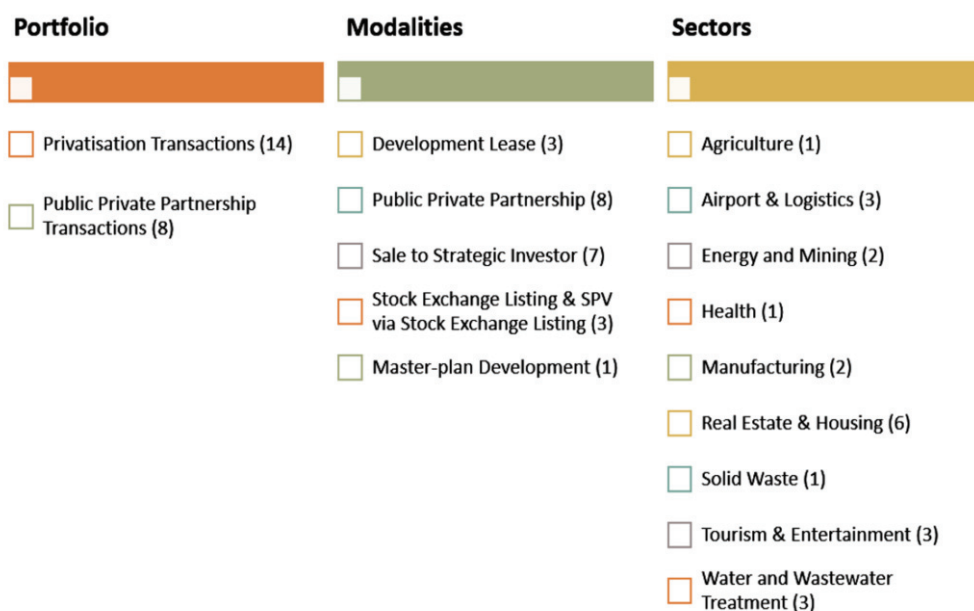 Portfolio
Privatisation Transactions (14)
Public Private Partnership
Transactions (8)
Modalities
Development Lease (3)
Public Private Partnership (8)
Sale to Strategic Investor (7)
Stock Exchange Listing & SPV
via Stock Exchange Listing (3)
Master-plan Development (1)
Sectors
Agriculture (1)
Airport & Logistics (3)
Energy and Mining (2)
Health (1)
Manufacturing (2)
Real Estate & Housing (6)
Solid Waste (1)
Tourism & Entertainment (3)
Water and Wastewater
Treatment (3)